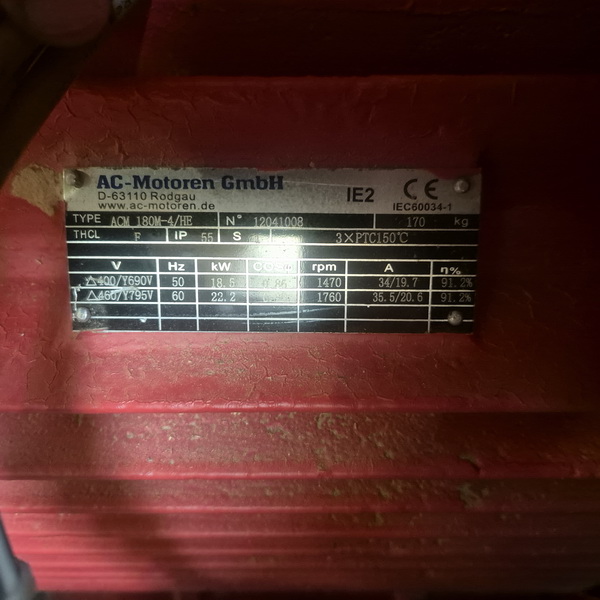 AC-Motoren GmbH
D-63110 Rodgau
www.ac-motoren.de
IE2 CE
IEC60034-1
TYPE ACM 180M-4/HE N° 12041008 170 kg
THCL F IP 55 S 3×PTC150℃
V Hz kW rpm A η%
△400/Y690V 50 18.5 0.86 1470 34/19.7 91.2%
△460/Y795V 60 22.2 1760 35.5/20.6 91.2%